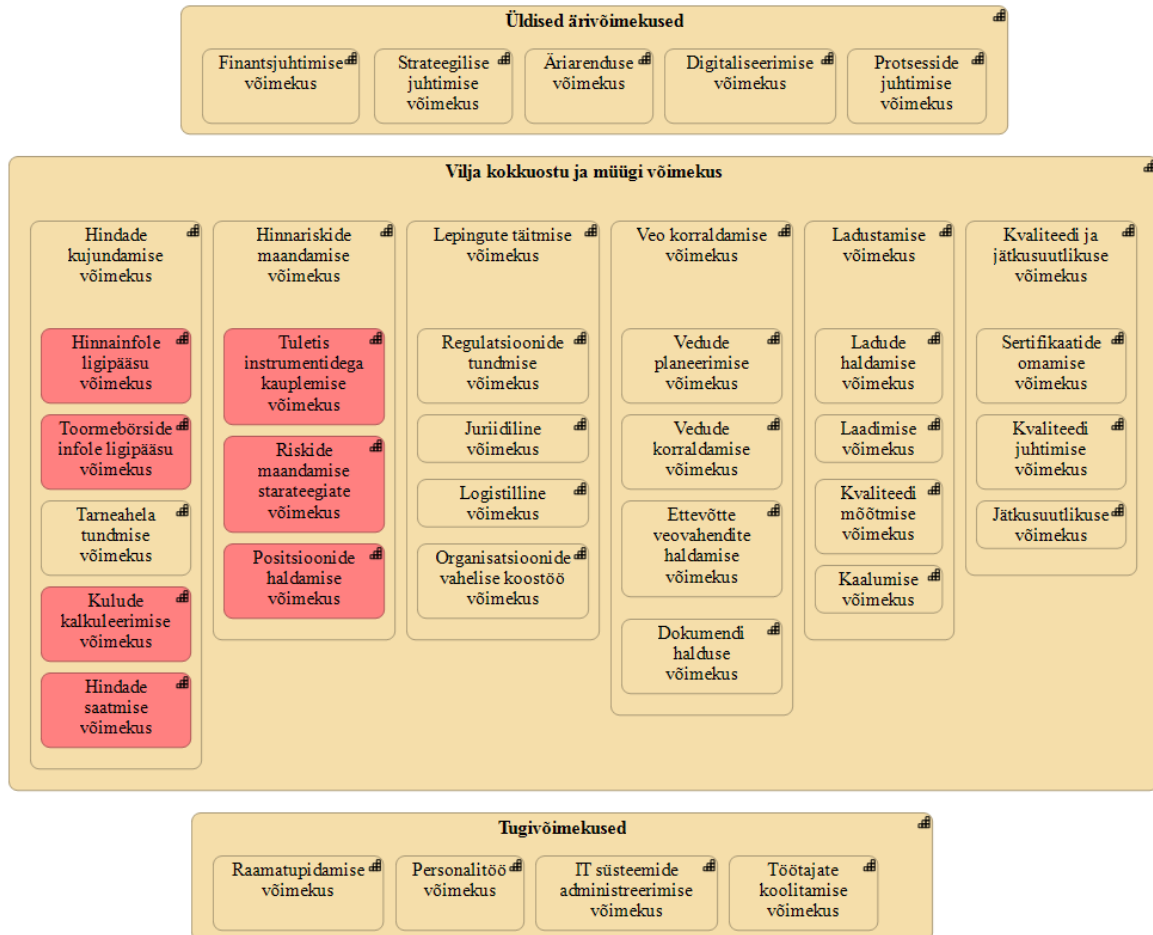 Üldised ärivõimekused
Finantsjuhtimise
võimekus
Strateegilise
juhtimise
võimekus
Äriarenduse
võimekus
Digitaliseerimise
võimekus
Protsesside
juhtimise
võimekus
Vilja kokkuostu ja müügi võimekus
Hindade
kujundamise
võimekus
Hinnainfole
ligipääsu
võimekus
Toormebörside
infole ligipääsu
võimekus
Tarneahela
tundmise
võimekus
Kulude
kalkuleerimise
võimekus
Hindade
saatmise
võimekus
Hinnariskide
maandamise
võimekus
Tuletis
instrumentidega
kauplemise
võimekus
Riskide
maandamise
starateegiate
võimekus
Positsioonide
haldamise
võimekus
Lepingute täitmise
võimekus
Regulatsioonide
tundmise
võimekus
Juriidiline
võimekus
Logistilline
võimekus
Organisatsioonide
vahelise koostöö
võimekus
Veo korraldamise
võimekus
Vedude
planeerimise
võimekus
Vedude
korraldamise
võimekus
Ettevõtte
veovahendite
haldamise
võimekus
Dokumendi
halduse
võimekus
Ladustamise
võimekus
Ladude
haldamise
võimekus
Laadimise
võimekus
Kvaliteedi
mõõtmise
võimekus
Kaalumise
võimekus
Kvaliteedi ja
jätkusuutlikuse
võimekus
Sertifikaatide
omamise
võimekus
Kvaliteedi
juhtimise
võimekus
Jätkusuutlikuse
võimekus
Tugivõimekused
Raamatupidamise
võimekus
Personalitöö
võimekus
IT süsteemide
administreerimise
võimekus
Töötajate
koolitamise
võimekus